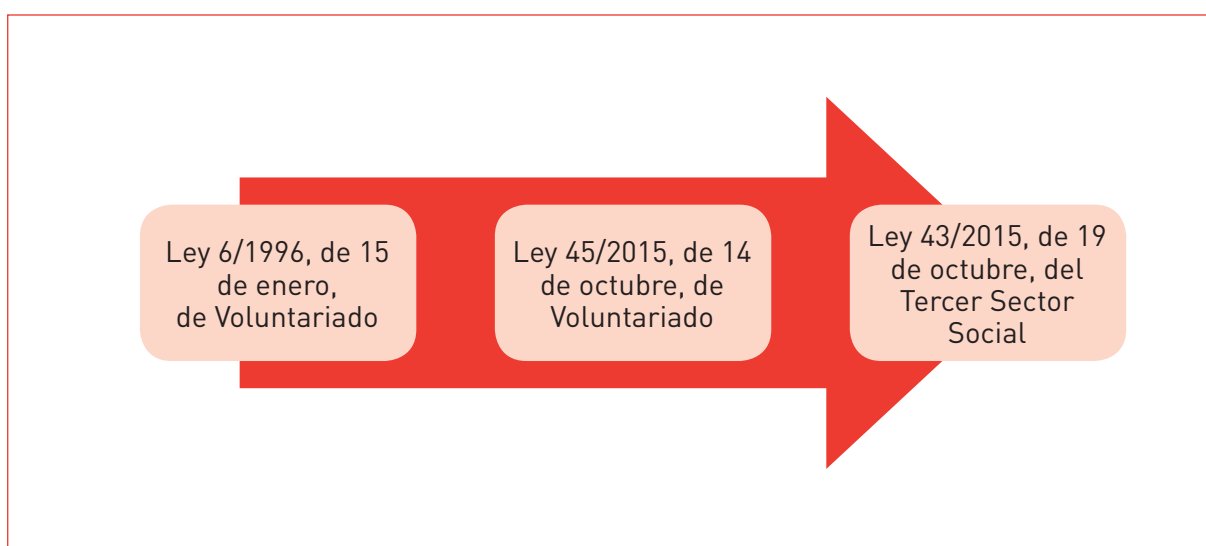 Ley 6/1996, de 15
de enero,
de Voluntariado
Ley 45/2015, de 14
de octubre, de
Voluntariado
Ley 43/2015, de 19
de octubre, del
Tercer Sector
Social